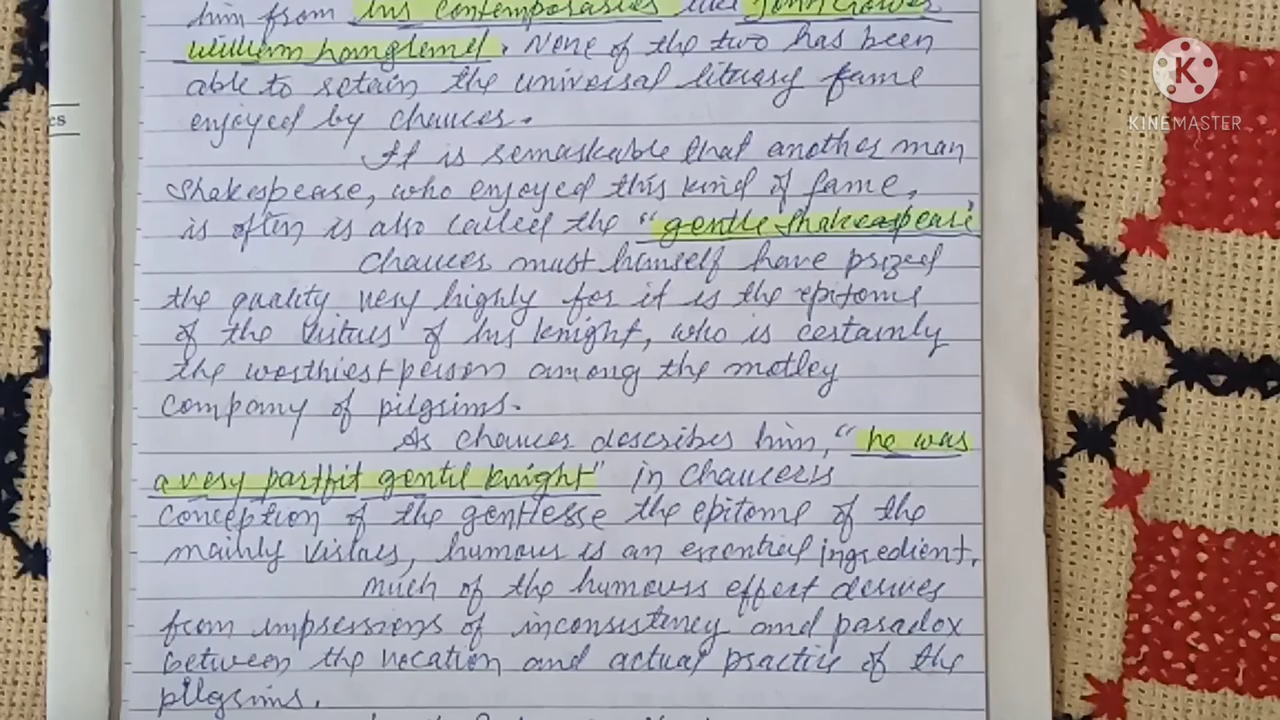 him from his contemporaries like John Gower
William Langland. None of the two has been
able to retain the universal literary fame
enjoyed by chaucer.
It is remarkable that another man
Shakespeare, who enjoyed this kind of fame,
is often is also called the "gentle Shakespeare
chaucer must himself have prized
the quality very highly for it is the epitome
of the virtues of his knight, who is certainly
the worthiest person among the motley
company of pilgrims.
As chaucer describes him, "he was
a very partfit gentil knight" in chaucer's
conception of the gentlesse the epitome of the
mainly virtues, humour is an essential ingredient.
much of the humours effect derives
from impressions of inconsistency and paradox
between the vocation and actual practice of the
pilgrims.
es
K
KINEMASTER